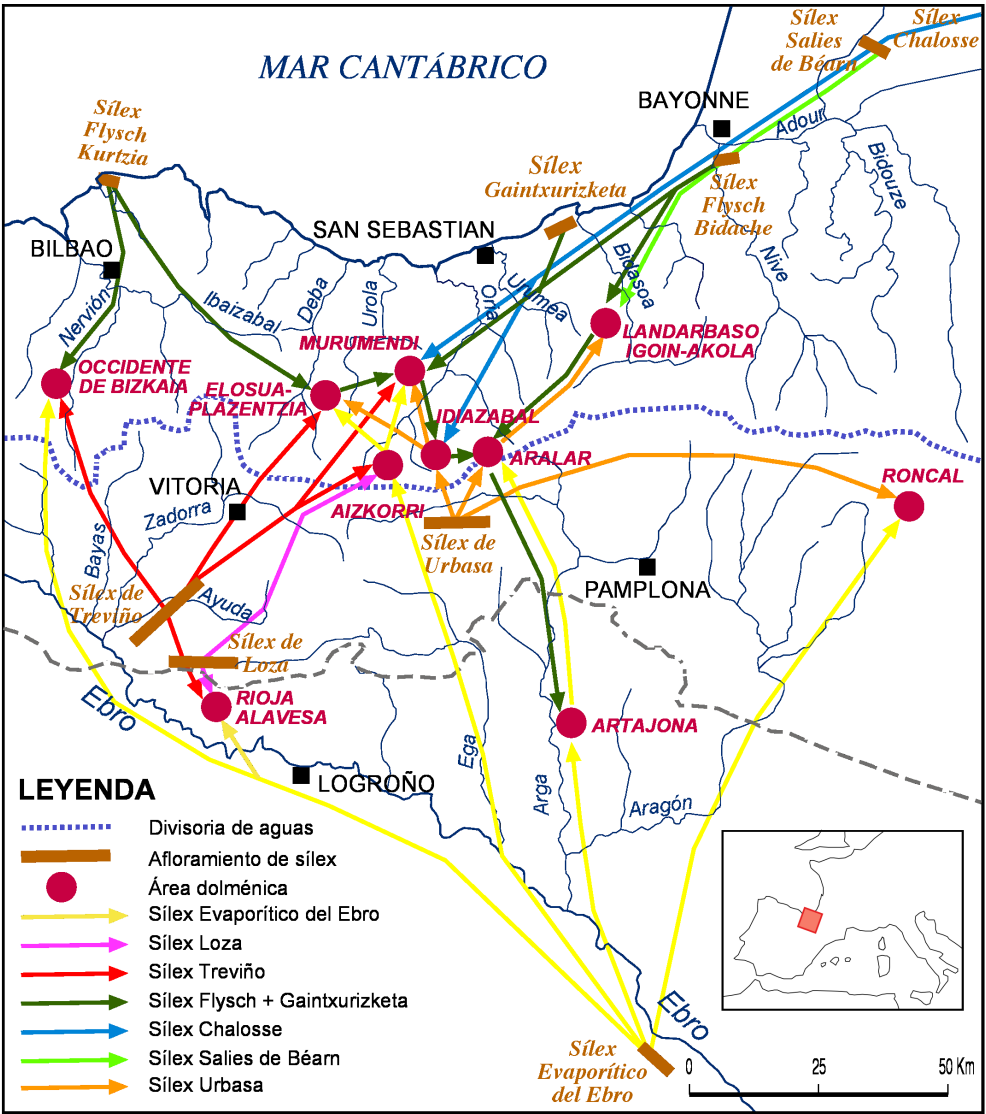 Sílex
Salies
de Béarn
Sílex
Chalosse
MAR CANTÁBRICO
BAYONNE
Adour
Sílex
Flysch
Kurtzia
Bidouze
Sílex
Gaintxurizketa
Sílex
Flysch
Bidache
SAN SEBASTIAN
BILBAO
Nervión
Ibaizabal
Deba
Urola
Oria
Urumea
Bidasoa
Nive
LANDARBASO
IGOIN-AKOLA
MURUMENDI
OCCIDENTE
DE BIZKAIA
ELOSUA-
PLAZENTZIA
IDIAZABAL
ARALAR
RONCAL
AIZKORRI
VITORIA
Zadorra
Bayas
Sílex de
Urbasa
PAMPLONA
Sílex de
Treviño
Ayuda
Sílex de
Loza
RIOJA
ALAVESA
Ebro
ARTAJONA
Ega
Arga
Aragón
LOGROÑO
LEYENDA
Divisoria de aguas
Afloramiento de sílex
Área dolménica
Sílex Evaporítico del Ebro
Sílex Loza
Sílex Treviño
Sílex Flysch + Gaintxurizketa
Sílex Chalosse
Sílex Salies de Béarn
Sílex Urbasa
Ebro
Sílex
Evaporítico
del Ebro
0 25 50 Km